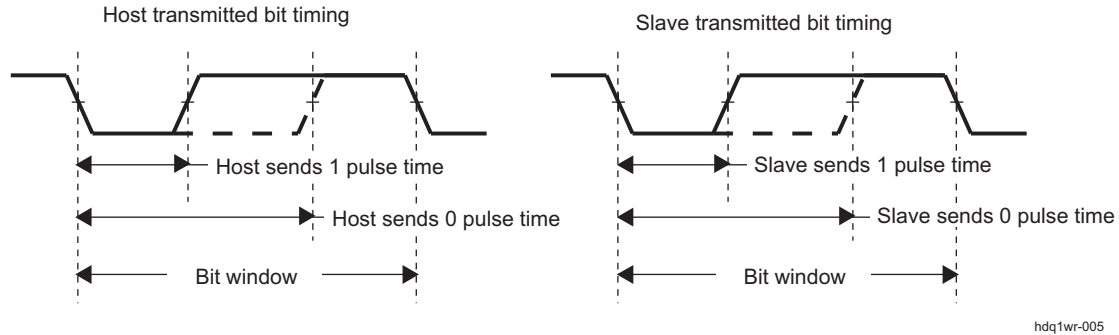 Host transmitted bit timing
Slave transmitted bit timing
Host sends 1 pulse time
Slave sends 1 pulse time
Host sends 0 pulse time
Slave sends 0 pulse time
Bit window
Bit window
hdq1wr-005